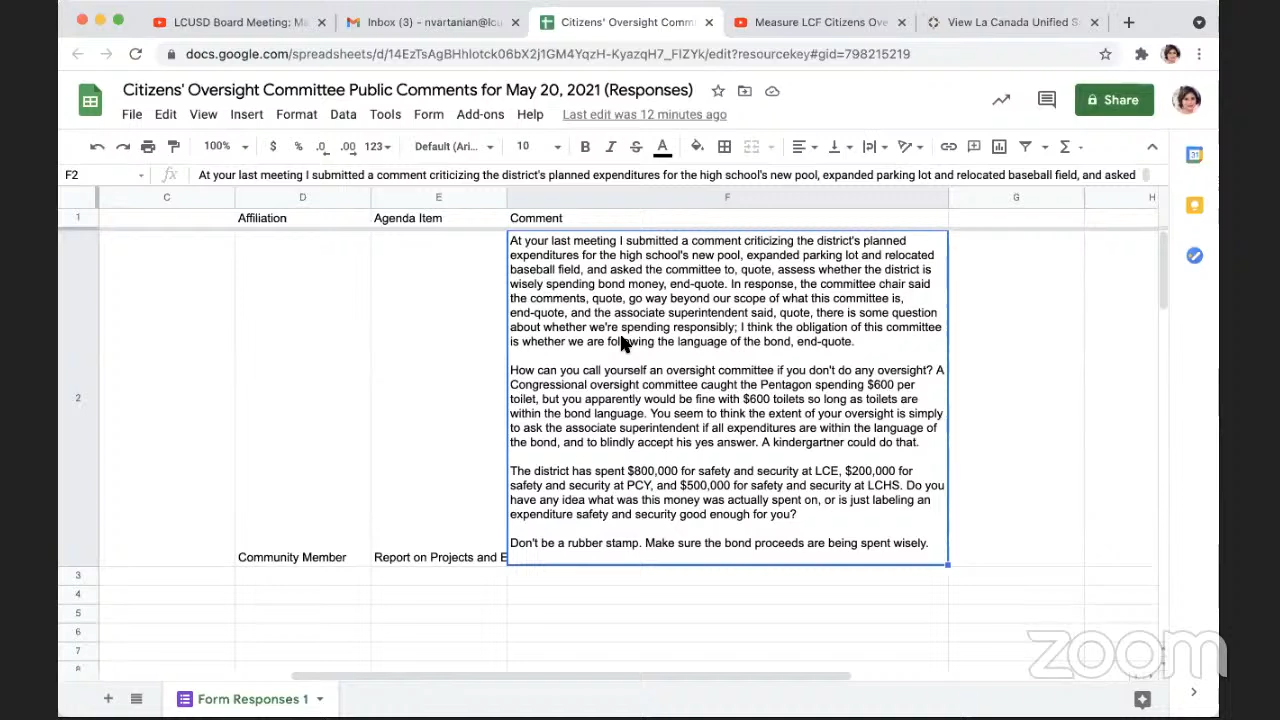 LCUSD Board Meeting: M
Inbox (3) - nvartanian@lcu
Citizens' Oversight Comm
Measure LCF Citizens Ove
View La Canada Unified S
docs.google.com/spreadsheets/d/14EzTsAgBHhlotck06bX2j1GM4YqzH-KyazqH7_FIZYk/edit?resourcekey#gid=798215219
Citizens' Oversight Committee Public Comments for May 20, 2021 (Responses)
Share
File Edit View Insert Format Data Tools Form Add-ons Help Last edit was 12 minutes ago
100% $ % .0 .00 123 Default (Ari... 10 B I S A
F2 fx At your last meeting I submitted a comment criticizing the district's planned expenditures for the high school's new pool, expanded parking lot and relocated baseball field, and asked
C D E F G H
1 Affiliation Agenda Item Comment
At your last meeting I submitted a comment criticizing the district's planned
expenditures for the high school's new pool, expanded parking lot and relocated
baseball field, and asked the committee to, quote, assess whether the district is
wisely spending bond money, end-quote. In response, the committee chair said
the comments, quote, go way beyond our scope of what this committee is,
end-quote, and the associate superintendent said, quote, there is some question
about whether we're spending responsibly; I think the obligation of this committee
is whether we are following the language of the bond, end-quote.
How can you call yourself an oversight committee if you don't do any oversight? A
Congressional oversight committee caught the Pentagon spending $600 per
toilet, but you apparently would be fine with $600 toilets so long as toilets are
2
within the bond language. You seem to think the extent of your oversight is simply
to ask the associate superintendent if all expenditures are within the language of
the bond, and to blindly accept his yes answer. A kindergartner could do that.
The district has spent $800,000 for safety and security at LCE, $200,000 for
safety and security at PCY, and $500,000 for safety and security at LCHS. Do you
have any idea what was this money was actually spent on, or is just labeling an
expenditure safety and security good enough for you?
Don't be a rubber stamp. Make sure the bond proceeds are being spent wisely.
Community Member Report on Projects and E
3
4
5
6
7
8
zoom
Form Responses 1